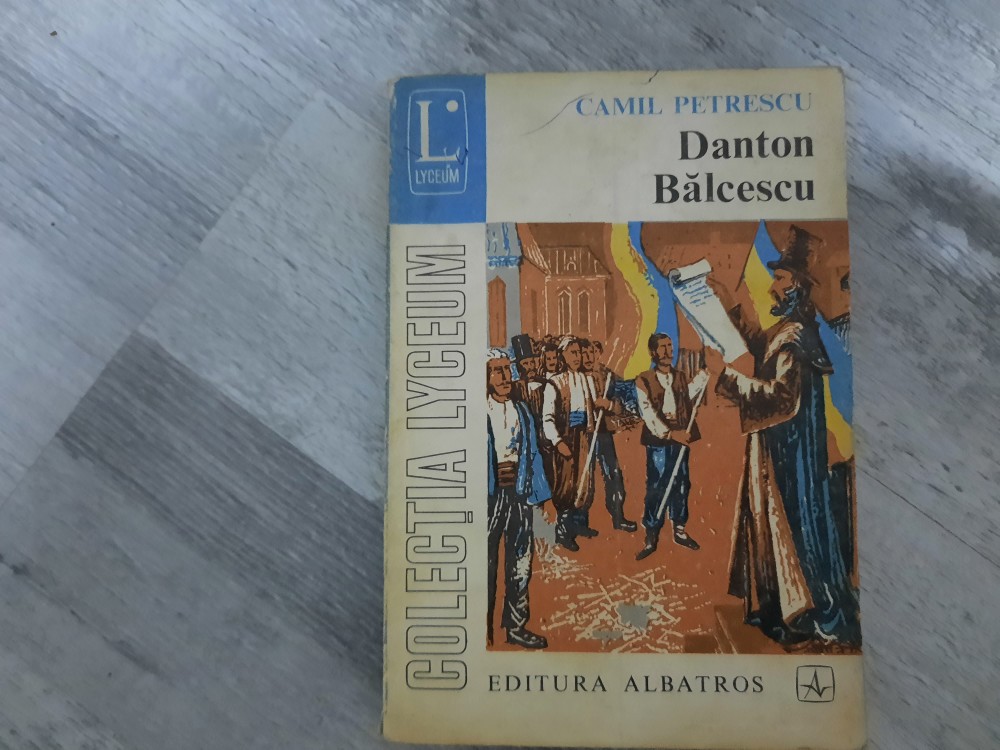 L
LYCEUM
CAMIL PETRESCU
Danton
Bălcescu
COLECȚIA LYCEUM
EDITURA ALBATROS